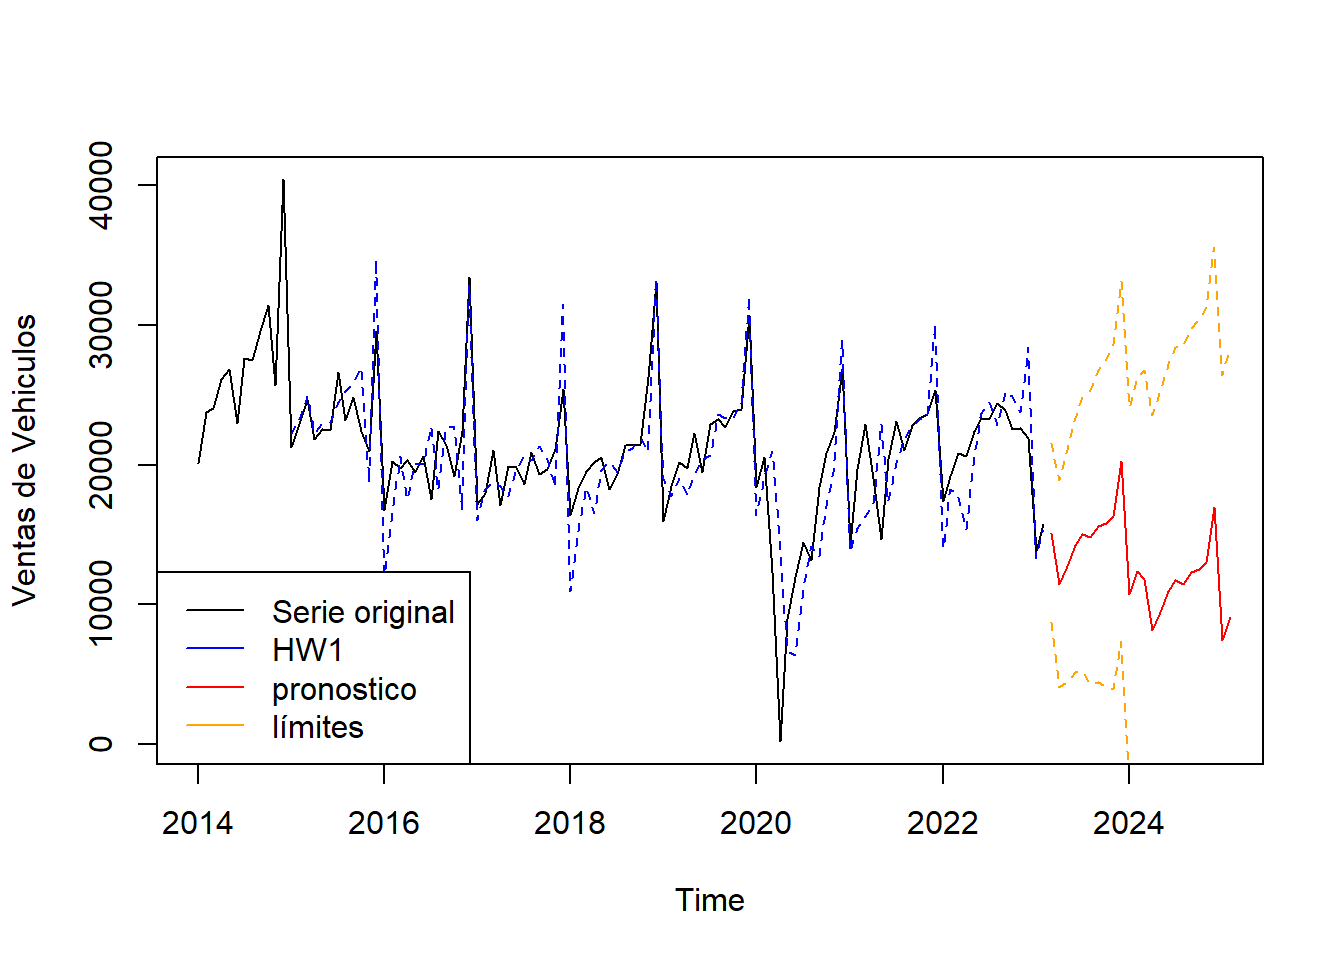 Ventas de Vehiculos
40000
30000
20000
10000
0
Serie original
HW1
pronostico
límites
2014 2016 2018 2020 2022 2024
Time